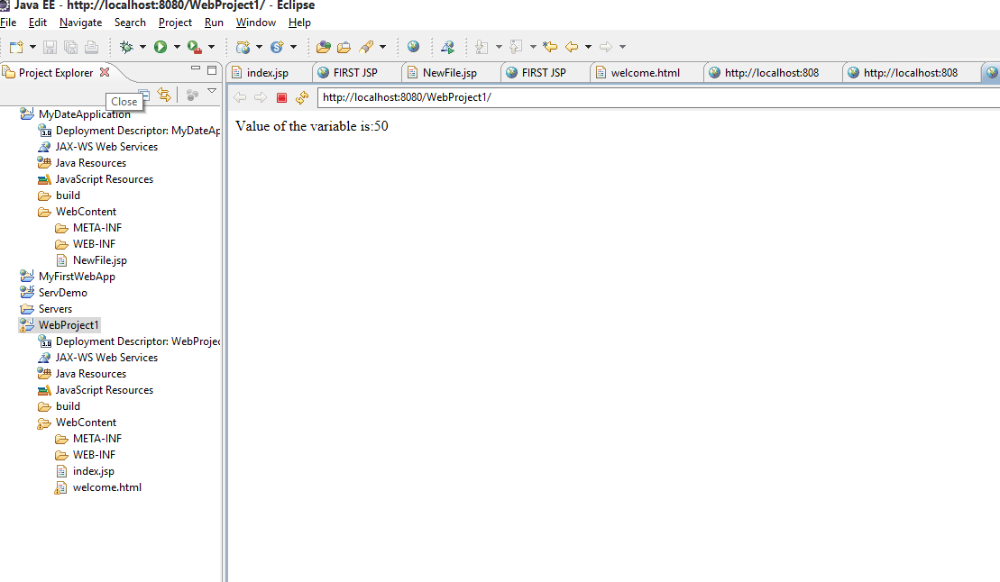 Java EE - http://localhost:8080/WebProject1/ - Eclipse
File Edit Navigate Search Project Run Window Help
Project Explorer
index.jsp FIRST JSP NewFile.jsp FIRST JSP welcome.html http://localhost:808 http://localhost:808
Close
http://localhost:8080/WebProject1/
Value of the variable is:50
MyDateApplication
3.0 Deployment Descriptor: MyDateAp
JAX-WS Web Services
Java Resources
JavaScript Resources
build
WebContent
META-INF
WEB-INF
NewFile.jsp
MyFirstWebApp
ServDemo
Servers
WebProject1
3.0 Deployment Descriptor: WebProjec
JAX-WS Web Services
Java Resources
JavaScript Resources
build
WebContent
META-INF
WEB-INF
index.jsp
welcome.html